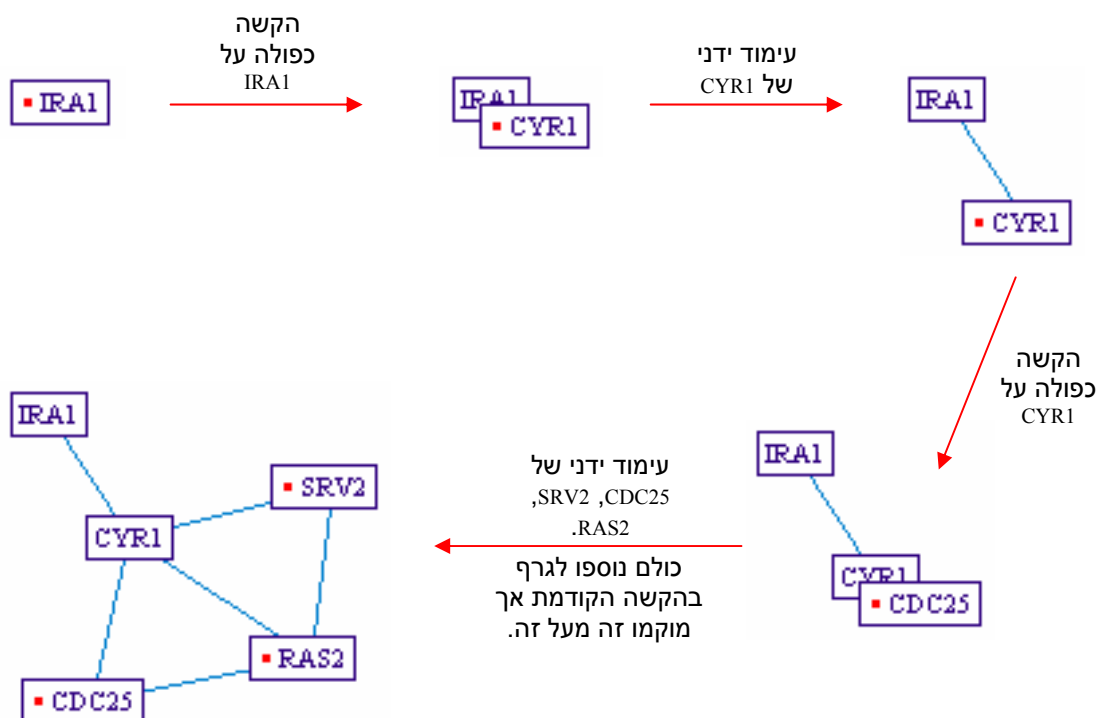 IRA1
הקשה
כפולה על
IRA1
IRA1
CYR1
עימוד ידני
של CYR1
IRA1
CYR1
הקשה
כפולה על
CYR1
IRA1
CYR1
CDC25
עימוד ידני של
CDC25, SRV2,
RAS2.
כולם נוספו לגרף
בהקשה הקודמת אך
מוקמו זה מעל זה.
IRA1
SRV2
CYR1
RAS2
CDC25